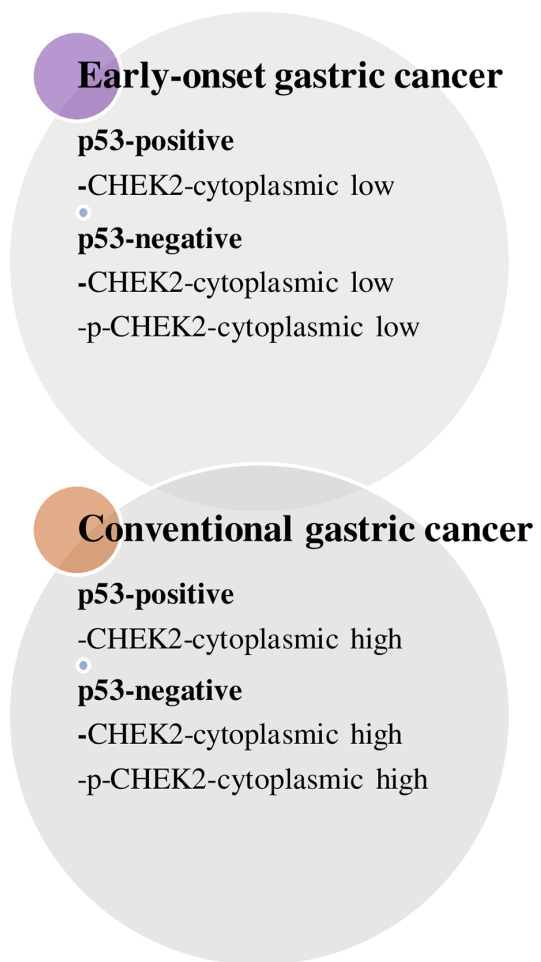 Early-onset gastric cancer
p53-positive
-CHEK2-cytoplasmic low
p53-negative
-CHEK2-cytoplasmic low
-p-CHEK2-cytoplasmic low
Conventional gastric cancer
p53-positive
-CHEK2-cytoplasmic high
p53-negative
-CHEK2-cytoplasmic high
-p-CHEK2-cytoplasmic high